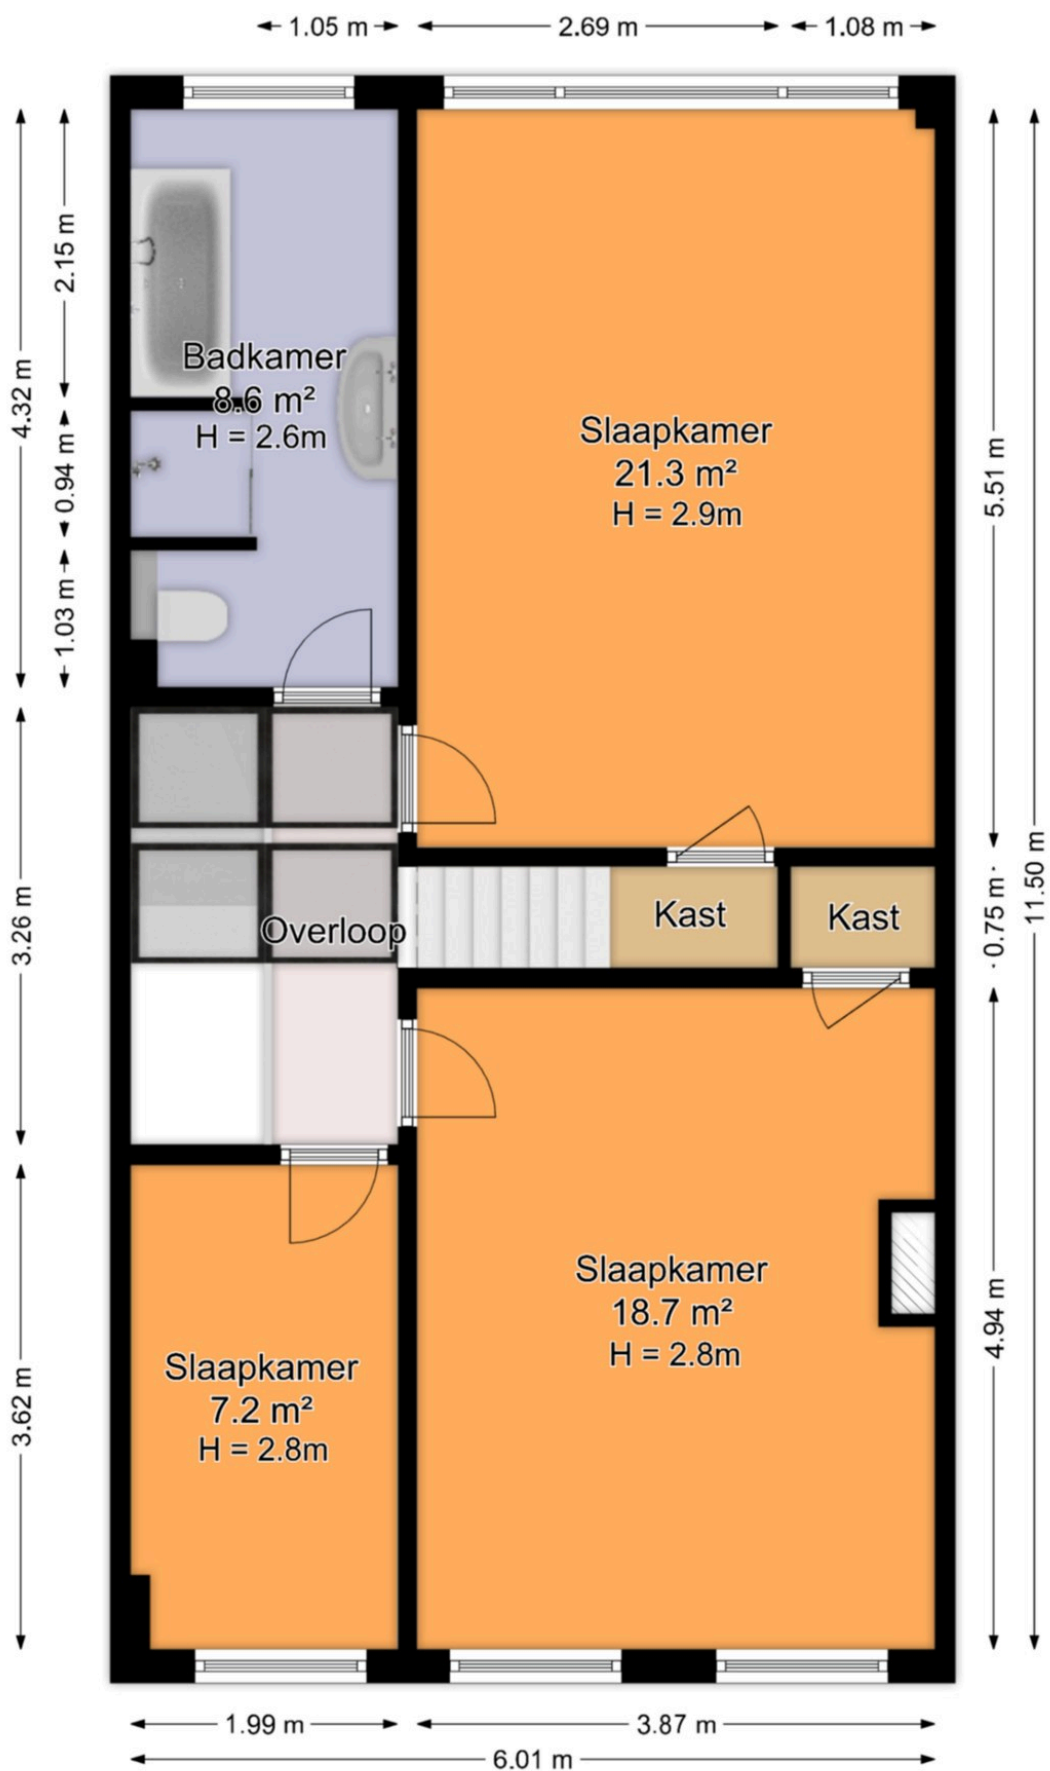 1.05 m
2.69 m
1.08 m
4.32 m
2.15 m
0.94 m
1.03 m
3.26 m
3.62 m
Badkamer
8.6 m²
H = 2.6m
Slaapkamer
21.3 m²
H = 2.9m
5.51 m
11.50 m
0.75 m
4.94 m
Overloop
Kast
Kast
Slaapkamer
18.7 m²
H = 2.8m
Slaapkamer
7.2 m²
H = 2.8m
1.99 m
3.87 m
6.01 m